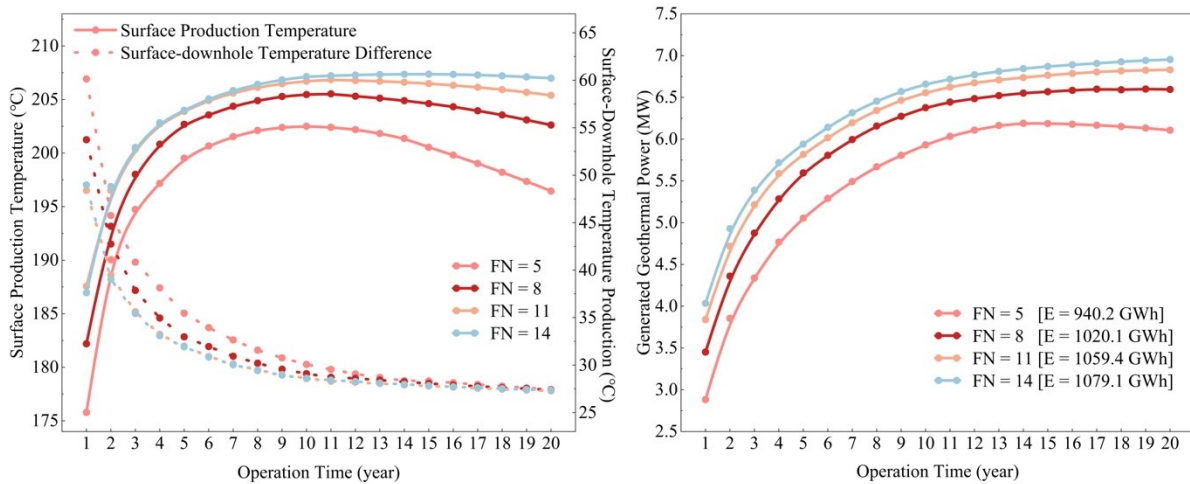 Surface Production Temperature (°C)
210
205
200
195
190
185
180
175
Surface Production Temperature
Surface-downhole Temperature Difference
FN = 5
FN = 8
FN = 11
FN = 14
65
60
55
50
45
40
35
30
25
Surface-Downhole Temperature Production (°C)
1 2 3 4 5 6 7 8 9 10 11 12 13 14 15 16 17 18 19 20
Operation Time (year)
Generated Geothermal Power (MW)
7.5
7.0
6.5
6.0
5.5
5.0
4.5
4.0
3.5
3.0
2.5
FN = 5 [E = 940.2 GWh]
FN = 8 [E = 1020.1 GWh]
FN = 11 [E = 1059.4 GWh]
FN = 14 [E = 1079.1 GWh]
1 2 3 4 5 6 7 8 9 10 11 12 13 14 15 16 17 18 19 20
Operation Time (year)